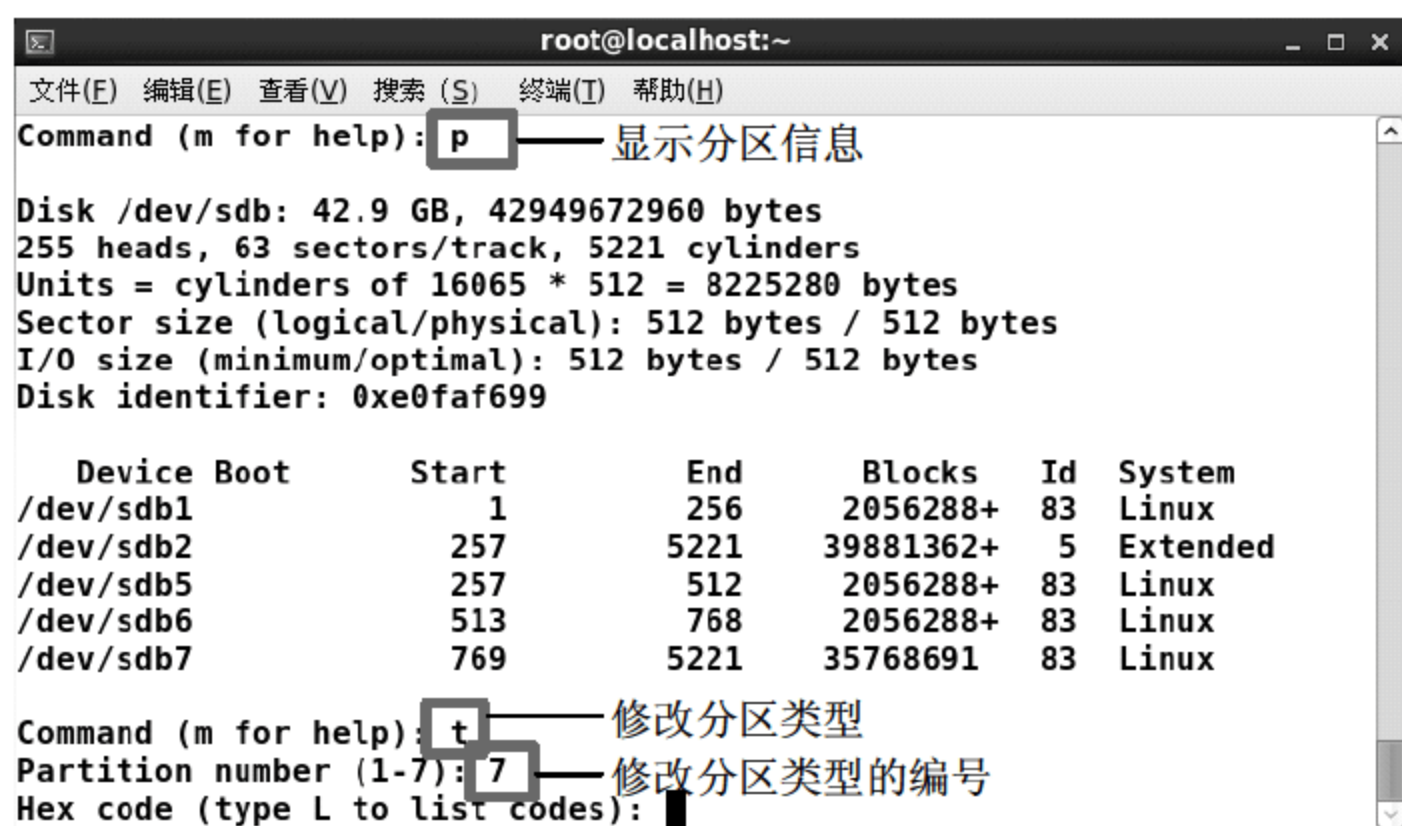 root@localhost:~
文件(F) 编辑(E) 查看(V) 搜索 (S) 终端(T) 帮助(H)
Command (m for help): p 显示分区信息
Disk /dev/sdb: 42.9 GB, 42949672960 bytes
255 heads, 63 sectors/track, 5221 cylinders
Units = cylinders of 16065 * 512 = 8225280 bytes
Sector size (logical/physical): 512 bytes / 512 bytes
I/O size (minimum/optimal): 512 bytes / 512 bytes
Disk identifier: 0xe0faf699
Device Boot Start End Blocks Id System
/dev/sdb1 1 256 2056288+ 83 Linux
/dev/sdb2 257 5221 39881362+ 5 Extended
/dev/sdb5 257 512 2056288+ 83 Linux
/dev/sdb6 513 768 2056288+ 83 Linux
/dev/sdb7 769 5221 35768691 83 Linux
Command (m for help): t 修改分区类型
Partition number (1-7): 7 修改分区类型的编号
Hex code (type L to list codes):